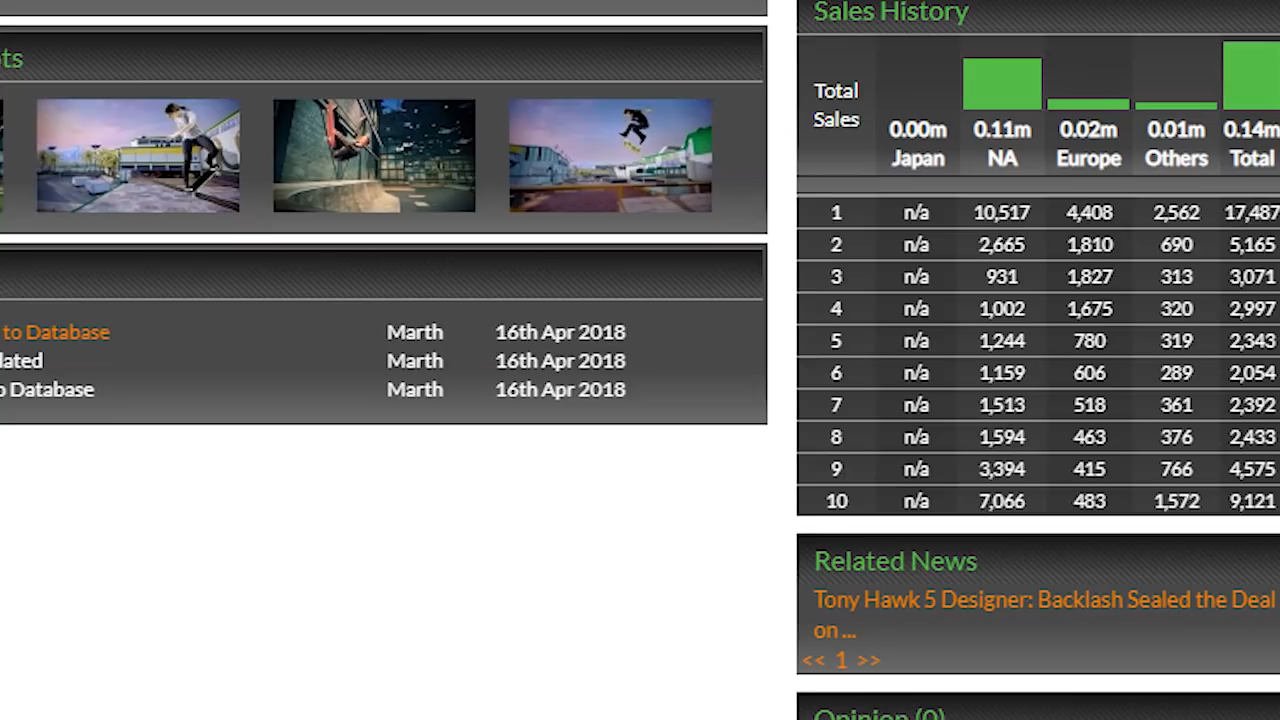 ots
to Database Marth 16th Apr 2018
dated Marth 16th Apr 2018
o Database Marth 16th Apr 2018
Sales History
Total Sales
0.00m 0.11m 0.02m 0.01m 0.14m
Japan NA Europe Others Total
1 n/a 10,517 4,408 2,562 17,487
2 n/a 2,665 1,810 690 5,165
3 n/a 931 1,827 313 3,071
4 n/a 1,002 1,675 320 2,997
5 n/a 1,244 780 319 2,343
6 n/a 1,159 606 289 2,054
7 n/a 1,513 518 361 2,392
8 n/a 1,594 463 376 2,433
9 n/a 3,394 415 766 4,575
10 n/a 7,066 483 1,572 9,121
Related News
Tony Hawk 5 Designer: Backlash Sealed the Deal
on ...
<< 1 >>
Opinion (0)